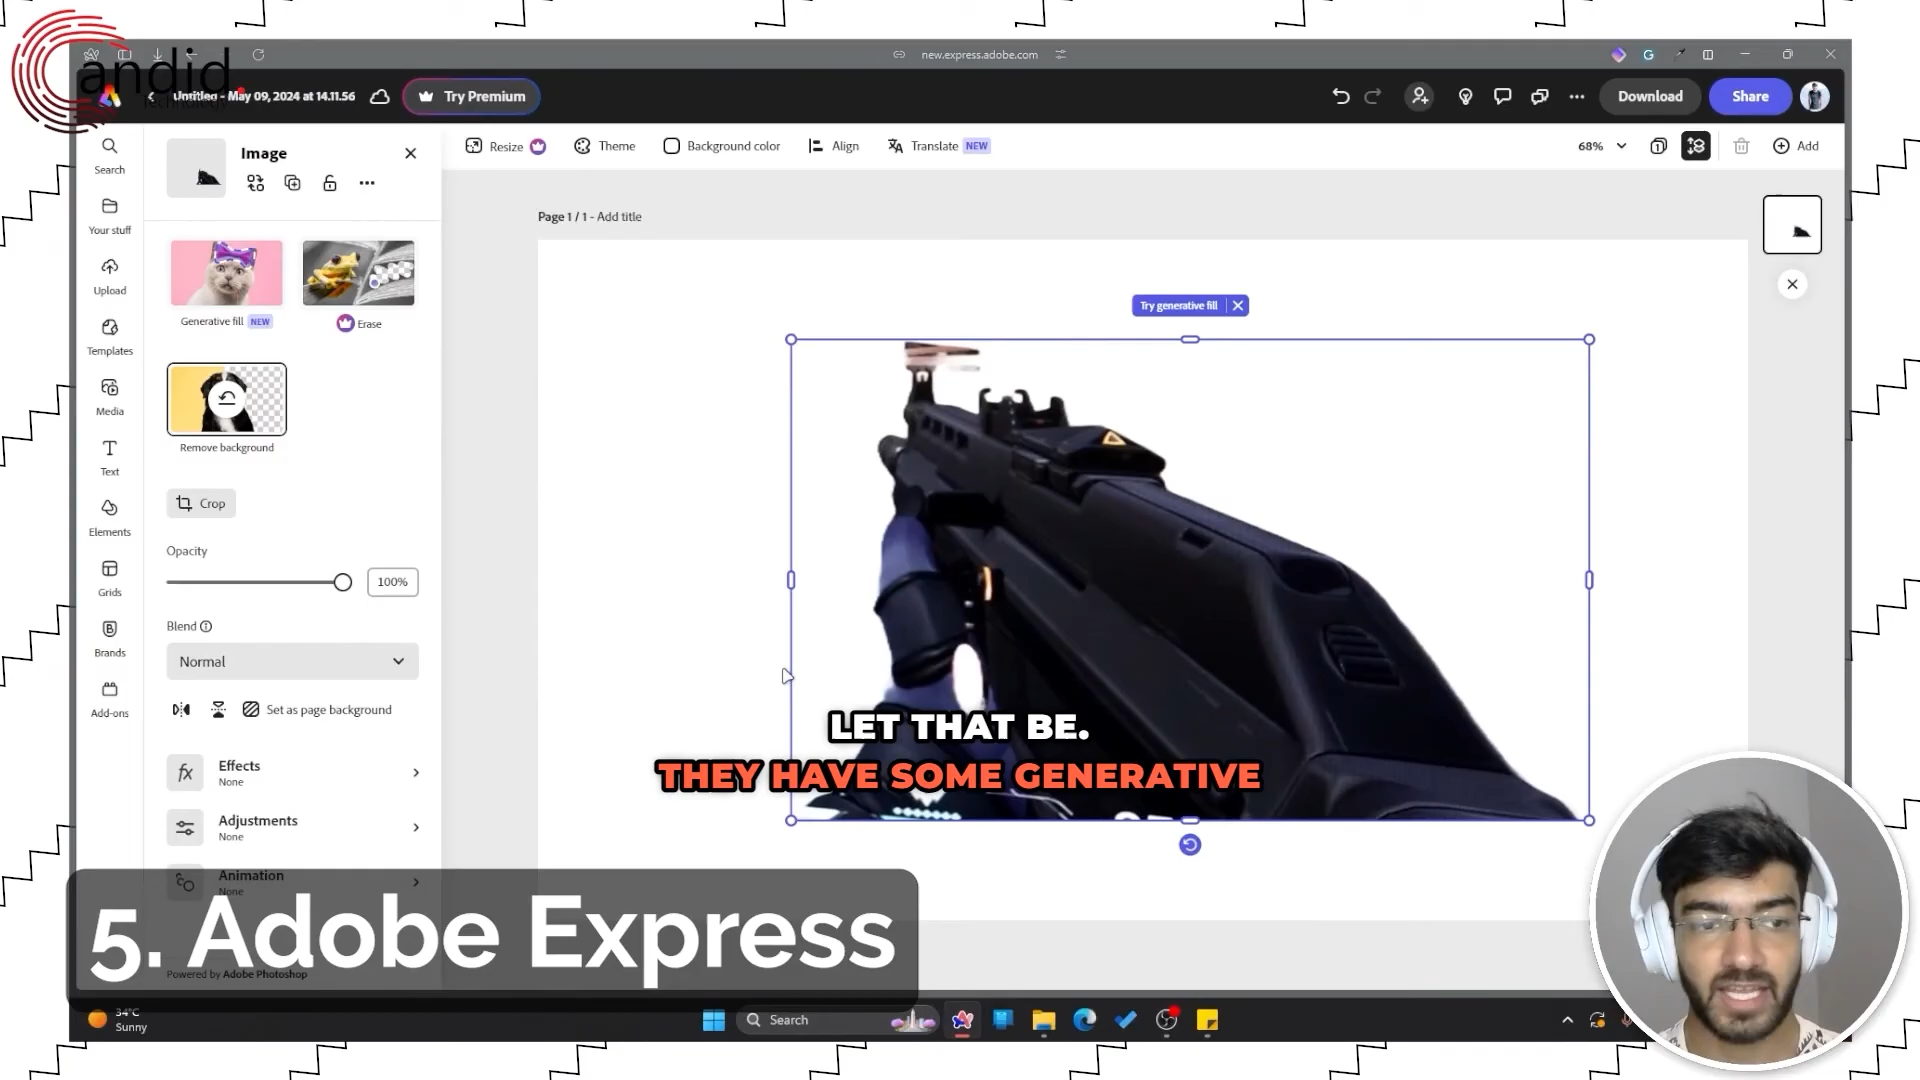 Candid
Technology
new.express.adobe.com
Untitled - May 09, 2024 at 14.11.56
Try Premium
Download
Share
Search
Your stuff
Upload
Templates
Media
Text
Elements
Grids
Brands
Add-ons
Image
Generative fill NEW
Erase
Remove background
Crop
Opacity
100%
Blend
Normal
Set as page background
Effects
None
Adjustments
None
Animation
None
Powered by Adobe Photoshop
Resize
Theme
Background color
Align
Translate NEW
68%
1
Add
Page 1 / 1 - Add title
Try generative fill
LET THAT BE.
THEY HAVE SOME GENERATIVE
5. Adobe Express
34°C
Sunny
Search